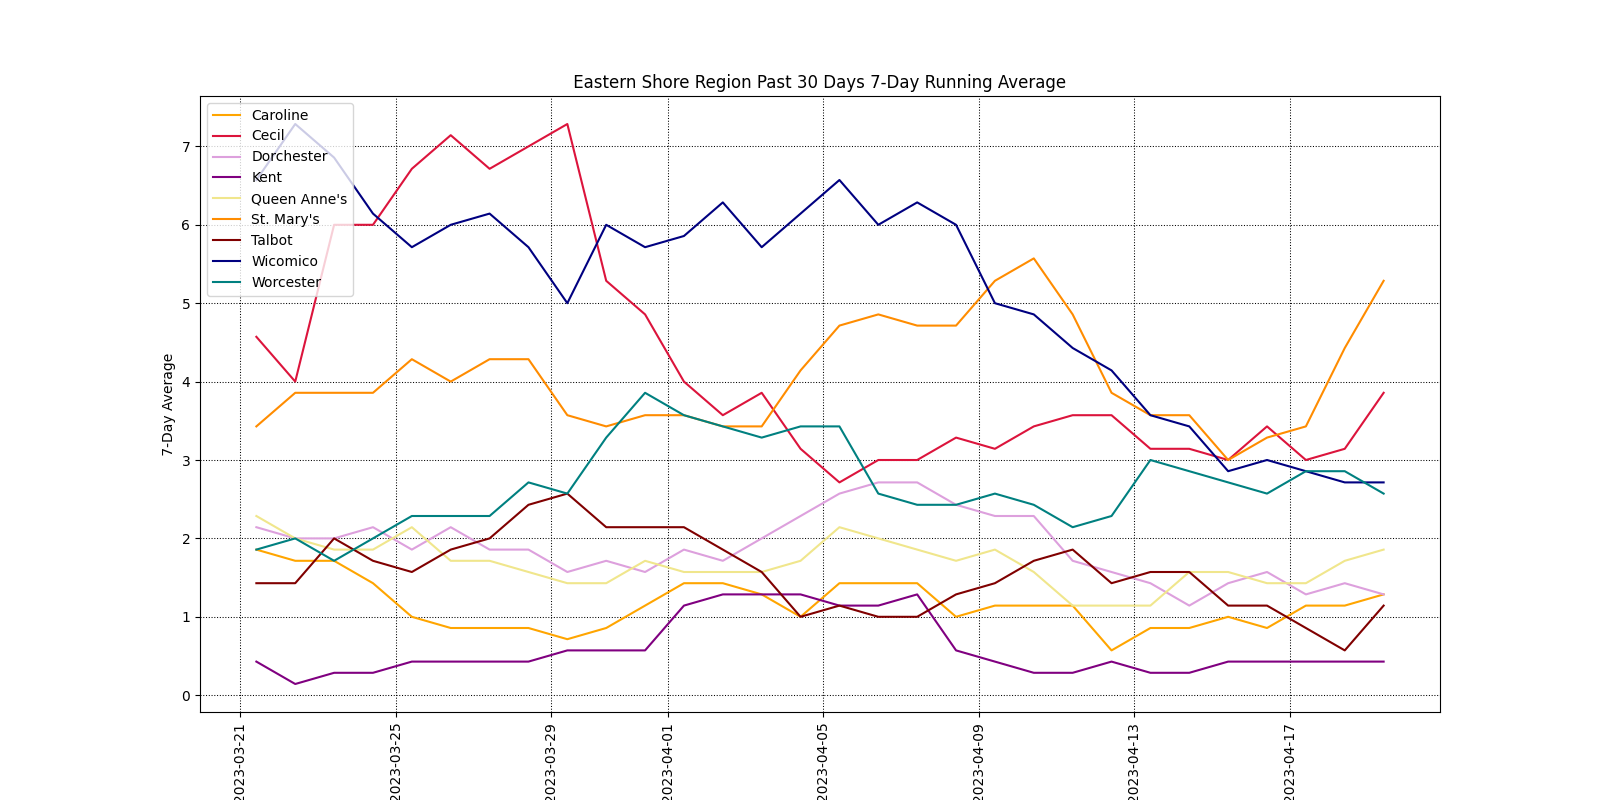 Eastern Shore Region Past 30 Days 7-Day Running Average
Caroline
Cecil
Dorchester
Kent
Queen Anne's
St. Mary's
Talbot
Wicomico
Worcester
7
6
5
4
3
2
1
0
7-Day Average
2023-03-21
2023-03-25
2023-03-29
2023-04-01
2023-04-05
2023-04-09
2023-04-13
2023-04-17